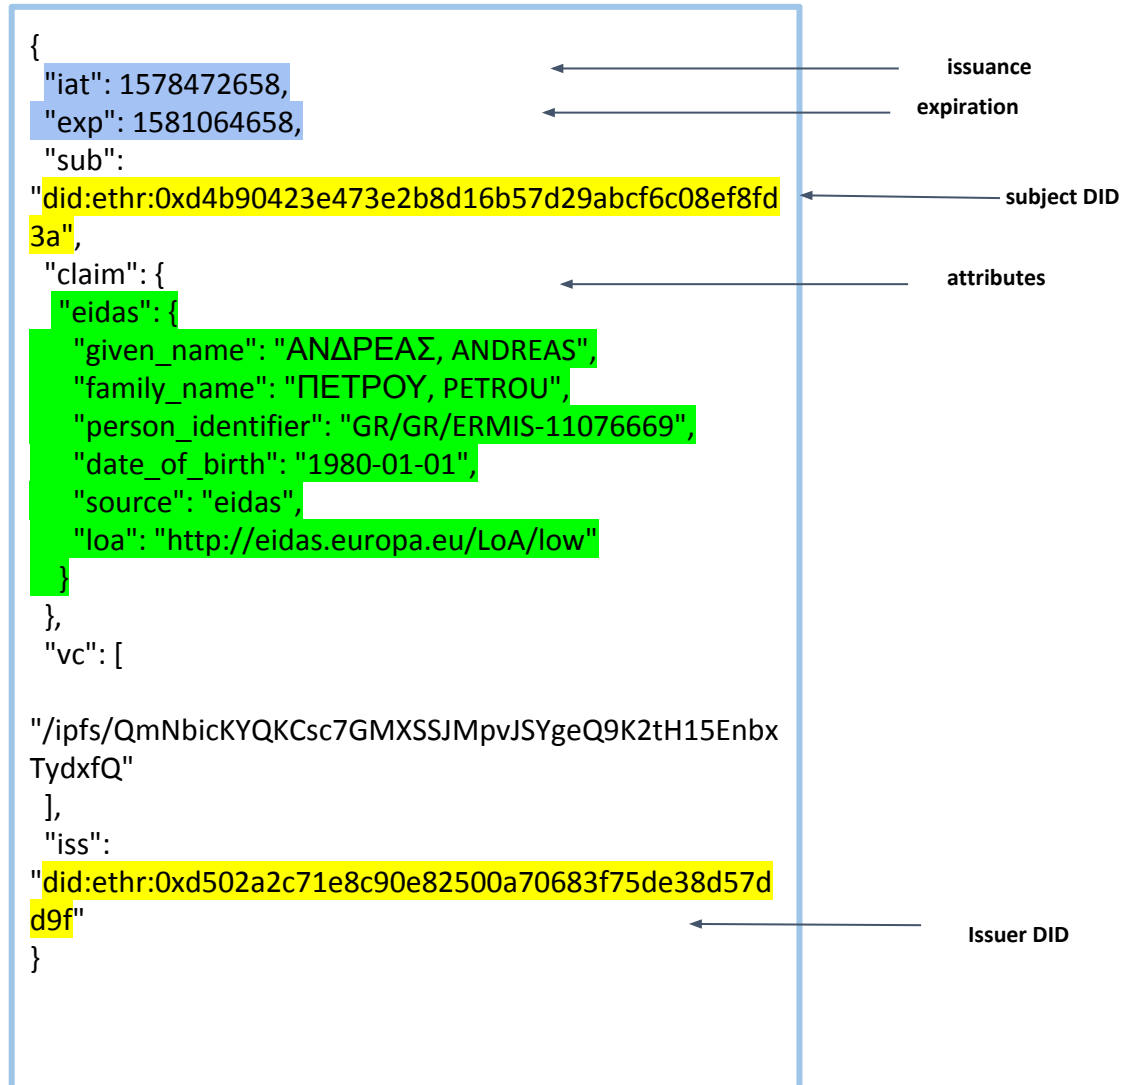 {
"iat": 1578472658,
"exp": 1581064658,
"sub":
"did:ethr:0xd4b90423e473e2b8d16b57d29abcf6c08ef8fd
3a",
"claim": {
"eidas": {
"given_name": "ΑΝΔΡΕΑΣ, ANDREAS",
"family_name": "ΠΕΤΡΟΥ, PETROU",
"person_identifier": "GR/GR/ERMIS-11076669",
"date_of_birth": "1980-01-01",
"source": "eidas",
"loa": "http://eidas.europa.eu/LoA/low"
}
},
"vc": [
"/ipfs/QmNbicKYQKCsc7GMXSSJMpvJSYgeQ9K2tH15Enbx
TydxfQ"
],
"iss":
"did:ethr:0xd502a2c71e8c90e82500a70683f75de38d57d
d9f"
}
issuance
expiration
subject DID
attributes
Issuer DID